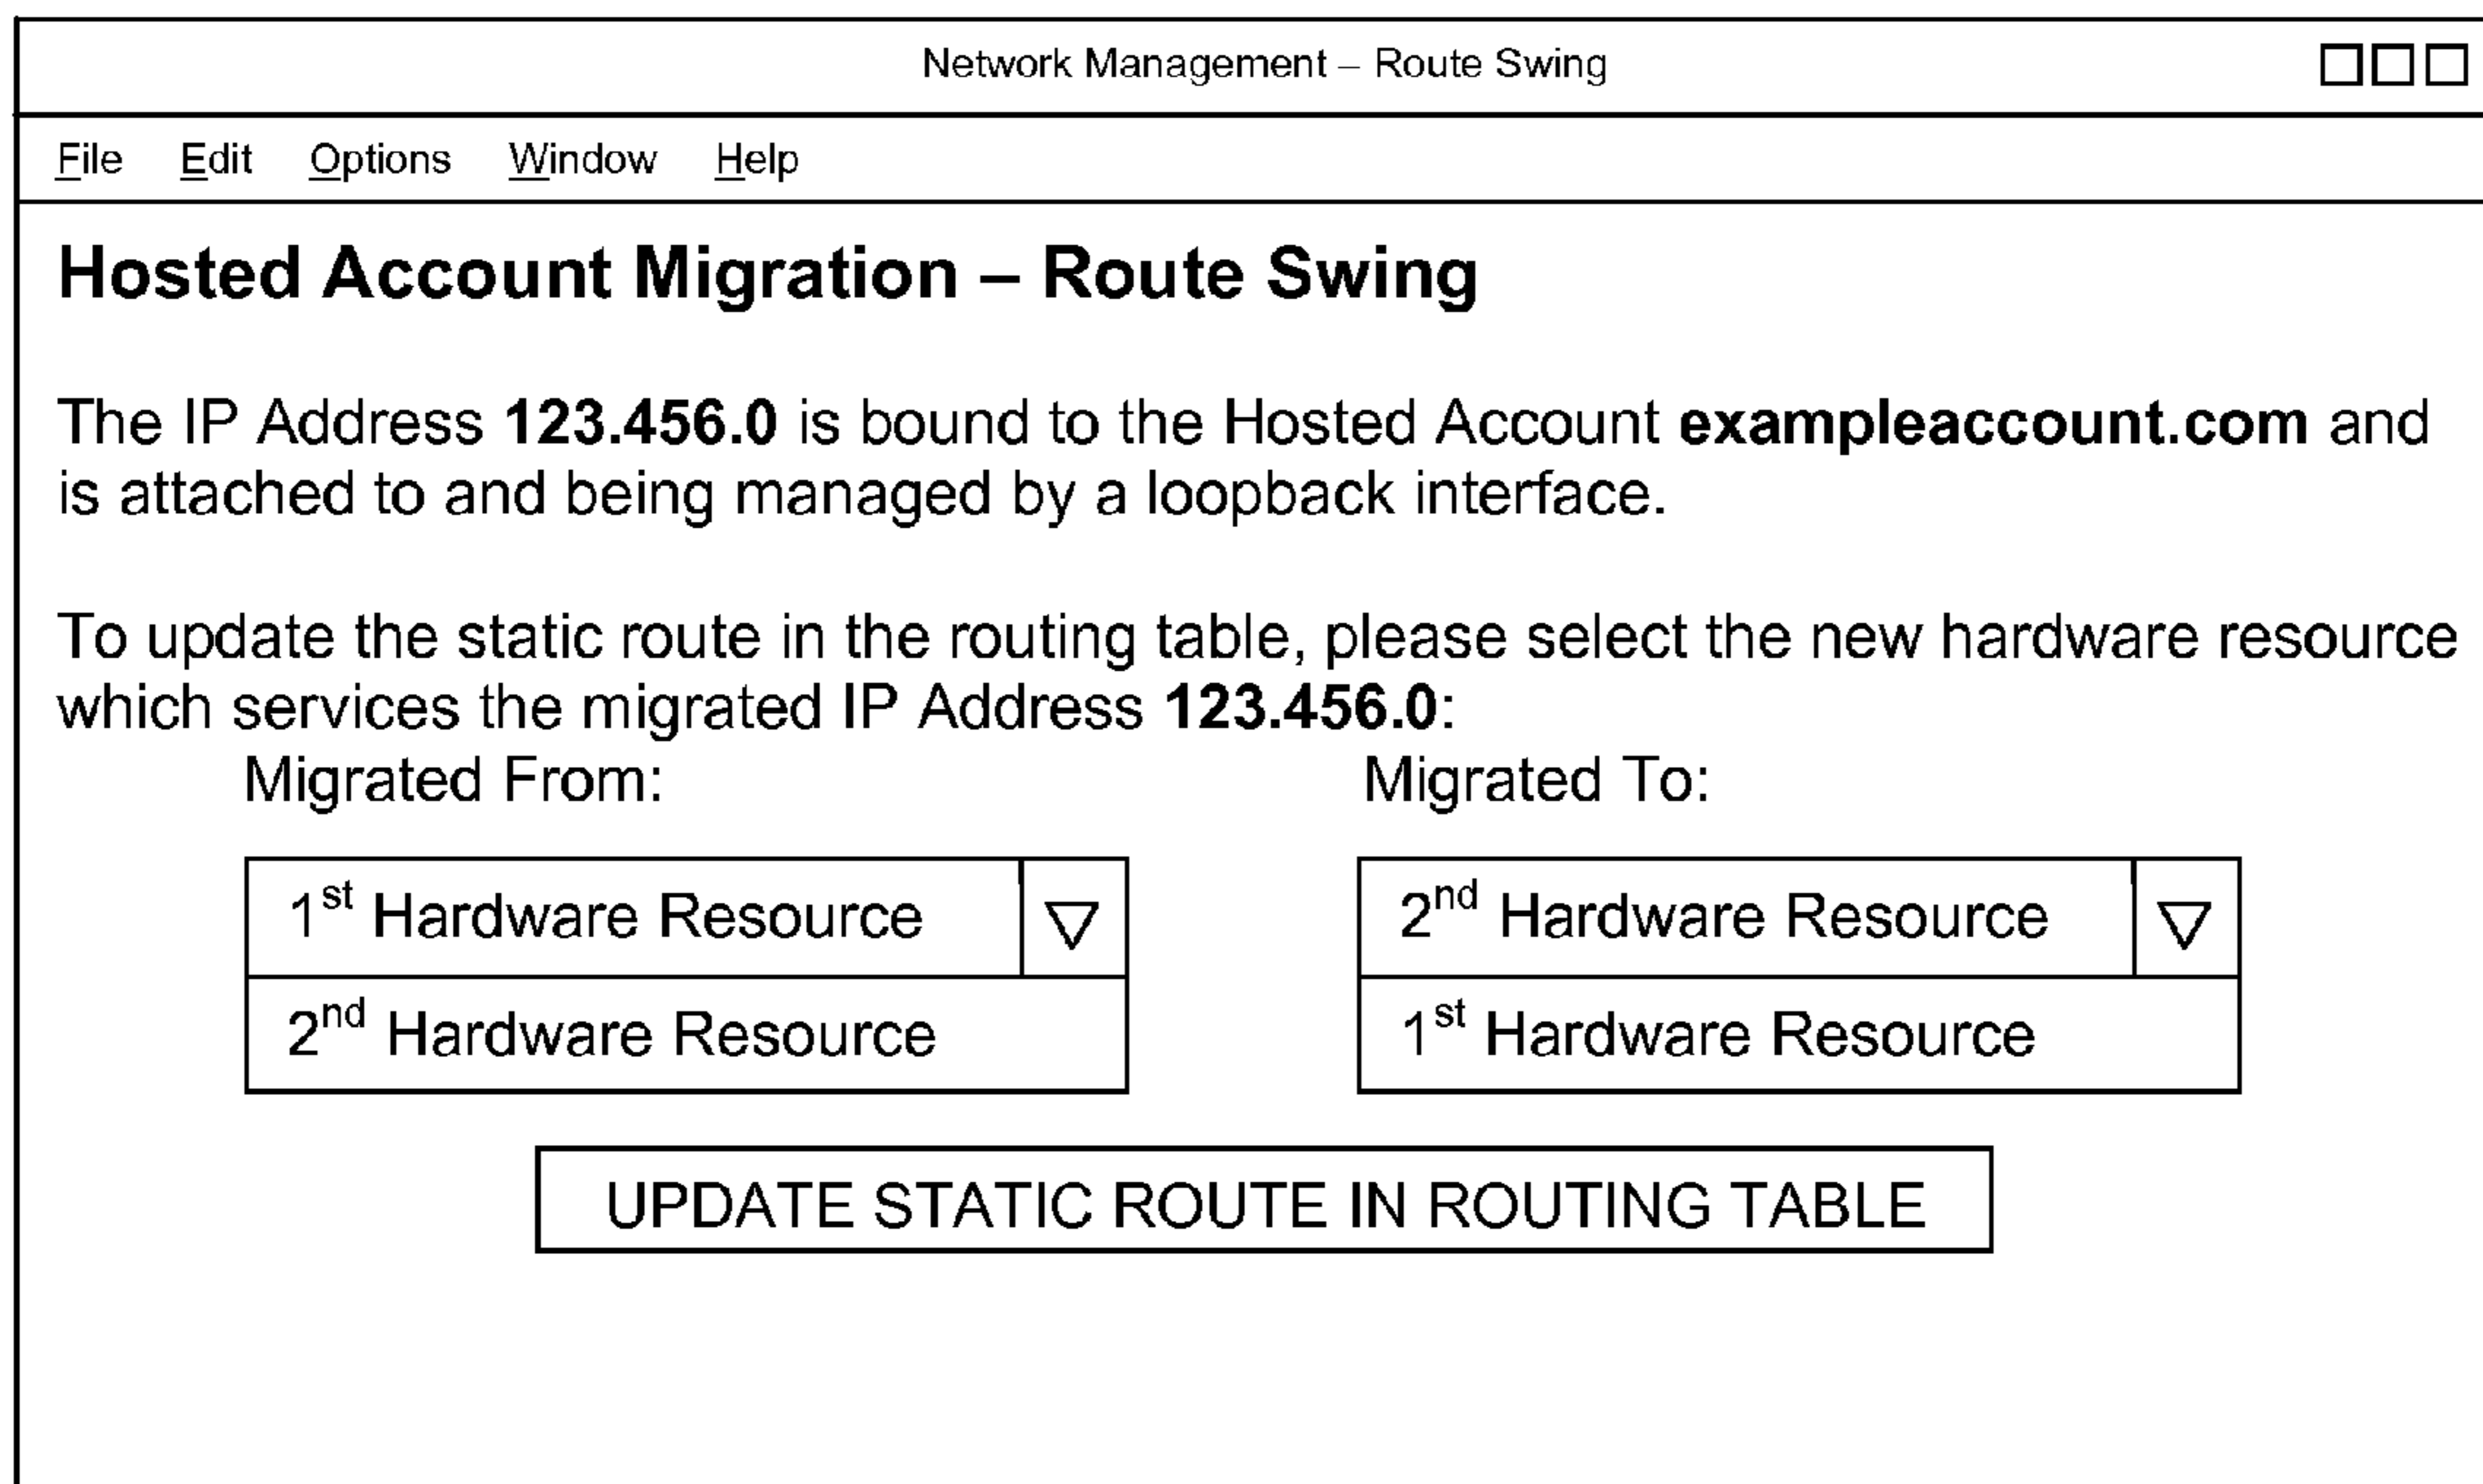 Network Management – Route Swing
File Edit Options Window Help
Hosted Account Migration – Route Swing
The IP Address 123.456.0 is bound to the Hosted Account exampleaccount.com and
is attached to and being managed by a loopback interface.
To update the static route in the routing table, please select the new hardware resource
which services the migrated IP Address 123.456.0:
Migrated From: Migrated To:
1st Hardware Resource 2nd Hardware Resource
2nd Hardware Resource 1st Hardware Resource
UPDATE STATIC ROUTE IN ROUTING TABLE